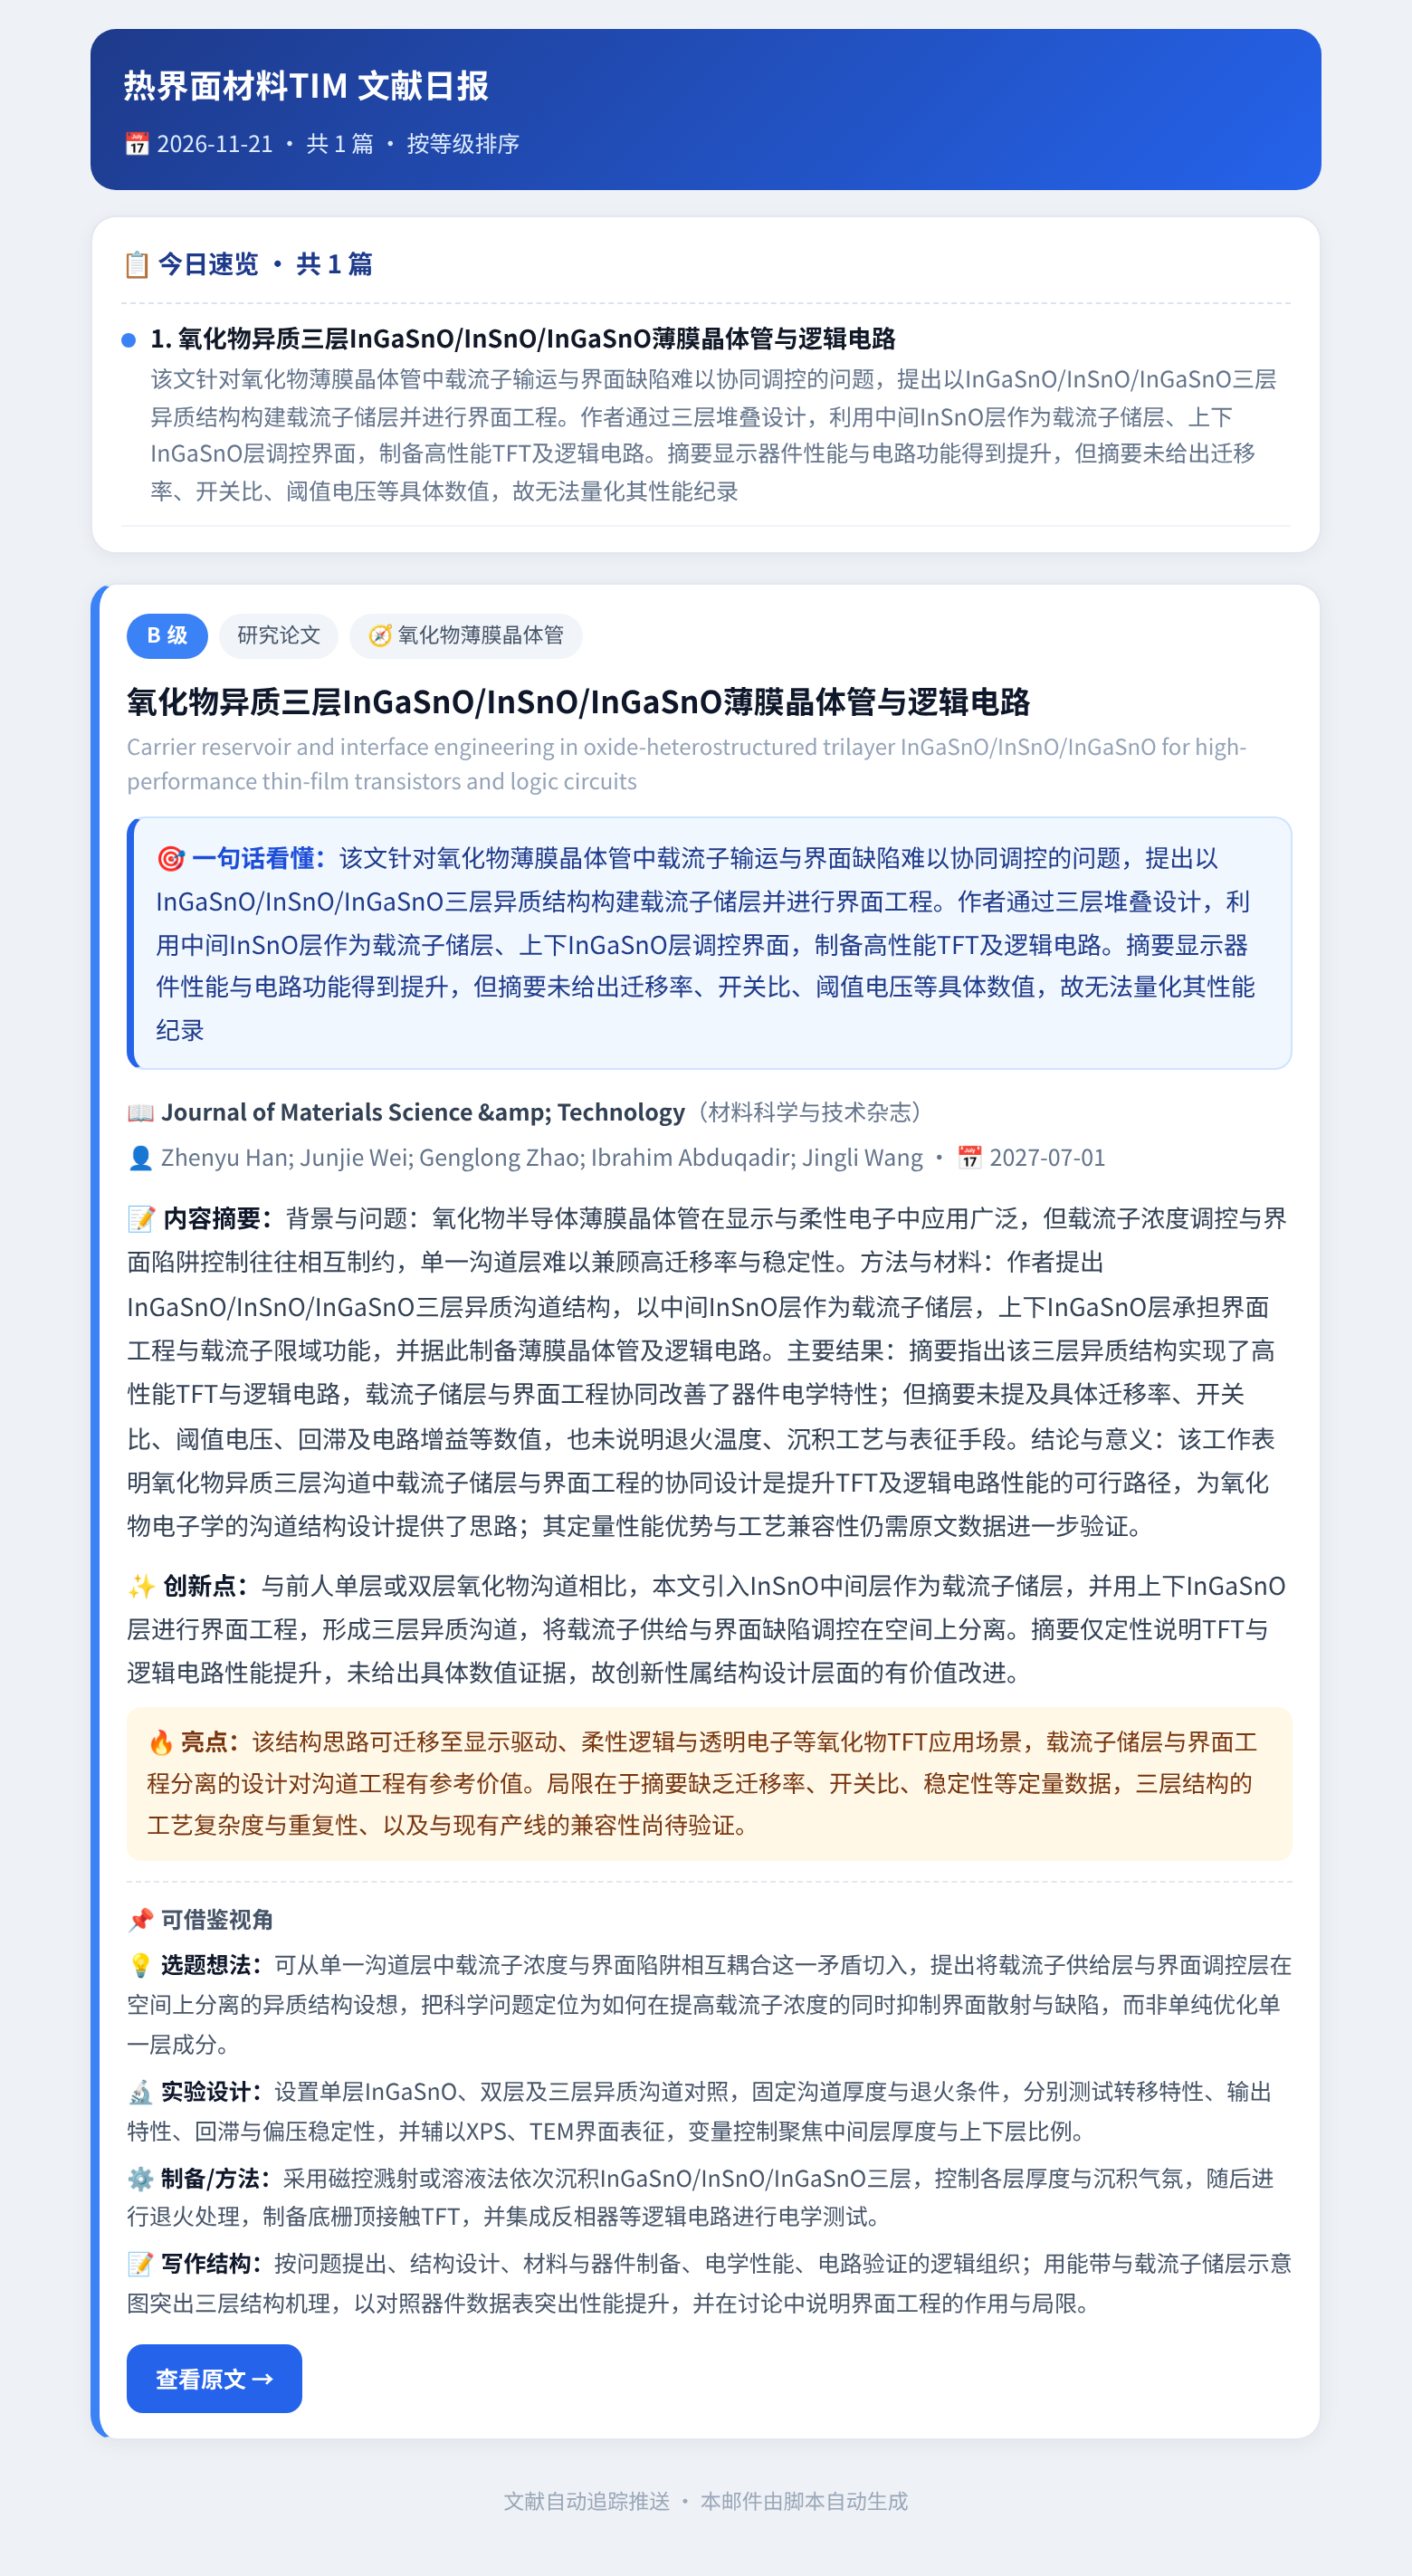 热界面材料TIM 文献日报
📅 2026-11-21 • 共 1 篇 • 按等级排序
📋 今日速览 • 共 1 篇
1. 氧化物异质三层InGaSnO/InSnO/InGaSnO薄膜晶体管与逻辑电路
该文针对氧化物薄膜晶体管中载流子输运与界面缺陷难以协同调控的问题，提出以InGaSnO/InSnO/InGaSnO三层
异质结构构建载流子储层并进行界面工程。作者通过三层堆叠设计，利用中间InSnO层作为载流子储层、上下
InGaSnO层调控界面，制备高性能TFT及逻辑电路。摘要显示器件性能与电路功能得到提升，但摘要未给出迁移
率、开关比、阈值电压等具体数值，故无法量化其性能纪录
B 级 研究论文 🧭 氧化物薄膜晶体管
氧化物异质三层InGaSnO/InSnO/InGaSnO薄膜晶体管与逻辑电路
Carrier reservoir and interface engineering in oxide-heterostructured trilayer InGaSnO/InSnO/InGaSnO for high-
performance thin-film transistors and logic circuits
🎯 一句话看懂：该文针对氧化物薄膜晶体管中载流子输运与界面缺陷难以协同调控的问题，提出以
InGaSnO/InSnO/InGaSnO三层异质结构构建载流子储层并进行界面工程。作者通过三层堆叠设计，利
用中间InSnO层作为载流子储层、上下InGaSnO层调控界面，制备高性能TFT及逻辑电路。摘要显示器
件性能与电路功能得到提升，但摘要未给出迁移率、开关比、阈值电压等具体数值，故无法量化其性能
纪录
📖 Journal of Materials Science &amp; Technology（材料科学与技术杂志）
👤 Zhenyu Han; Junjie Wei; Genglong Zhao; Ibrahim Abduqadir; Jingli Wang • 📅 2027-07-01
📝 内容摘要：背景与问题：氧化物半导体薄膜晶体管在显示与柔性电子中应用广泛，但载流子浓度调控与界
面陷阱控制往往相互制约，单一沟道层难以兼顾高迁移率与稳定性。方法与材料：作者提出
InGaSnO/InSnO/InGaSnO三层异质沟道结构，以中间InSnO层作为载流子储层，上下InGaSnO层承担界面
工程与载流子限域功能，并据此制备薄膜晶体管及逻辑电路。主要结果：摘要指出该三层异质结构实现了高
性能TFT与逻辑电路，载流子储层与界面工程协同改善了器件电学特性；但摘要未提及具体迁移率、开关
比、阈值电压、回滞及电路增益等数值，也未说明退火温度、沉积工艺与表征手段。结论与意义：该工作表
明氧化物异质三层沟道中载流子储层与界面工程的协同设计是提升TFT及逻辑电路性能的可行路径，为氧化
物电子学的沟道结构设计提供了思路；其定量性能优势与工艺兼容性仍需原文数据进一步验证。
✨ 创新点：与前人单层或双层氧化物沟道相比，本文引入InSnO中间层作为载流子储层，并用上下InGaSnO
层进行界面工程，形成三层异质沟道，将载流子供给与界面缺陷调控在空间上分离。摘要仅定性说明TFT与
逻辑电路性能提升，未给出具体数值证据，故创新性属结构设计层面的有价值改进。
🔥 亮点：该结构思路可迁移至显示驱动、柔性逻辑与透明电子等氧化物TFT应用场景，载流子储层与界面工
程分离的设计对沟道工程有参考价值。局限在于摘要缺乏迁移率、开关比、稳定性等定量数据，三层结构的
工艺复杂度与重复性、以及与现有产线的兼容性尚待验证。
📌 可借鉴视角
💡 选题想法：可从单一沟道层中载流子浓度与界面陷阱相互耦合这一矛盾切入，提出将载流子供给层与界面调控层在
空间上分离的异质结构设想，把科学问题定位为如何在提高载流子浓度的同时抑制界面散射与缺陷，而非单纯优化单
一层成分。
🔬 实验设计：设置单层InGaSnO、双层及三层异质沟道对照，固定沟道厚度与退火条件，分别测试转移特性、输出
特性、回滞与偏压稳定性，并辅以XPS、TEM界面表征，变量控制聚焦中间层厚度与上下层比例。
⚙️ 制备/方法：采用磁控溅射或溶液法依次沉积InGaSnO/InSnO/InGaSnO三层，控制各层厚度与沉积气氛，随后进
行退火处理，制备底栅顶接触TFT，并集成反相器等逻辑电路进行电学测试。
📝 写作结构：按问题提出、结构设计、材料与器件制备、电学性能、电路验证的逻辑组织；用能带与载流子储层示意
图突出三层结构机理，以对照器件数据表突出性能提升，并在讨论中说明界面工程的作用与局限。
查看原文 →
文献自动追踪推送 • 本邮件由脚本自动生成